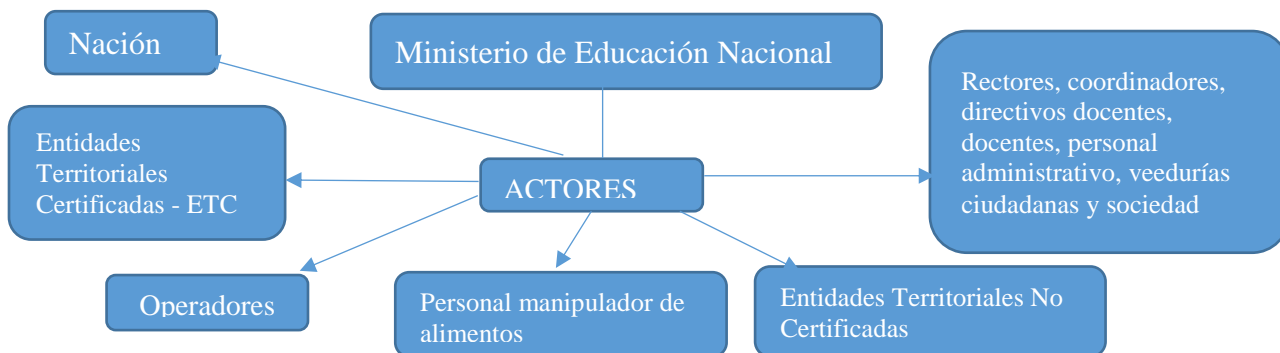 Nación
Ministerio de Educación Nacional
Rectores, coordinadores,
directivos docentes,
docentes, personal
administrativo, veedurías
ciudadanas y sociedad
Entidades
Territoriales
Certificadas - ETC
ACTORES
Operadores
Personal manipulador de
alimentos
Entidades Territoriales No
Certificadas